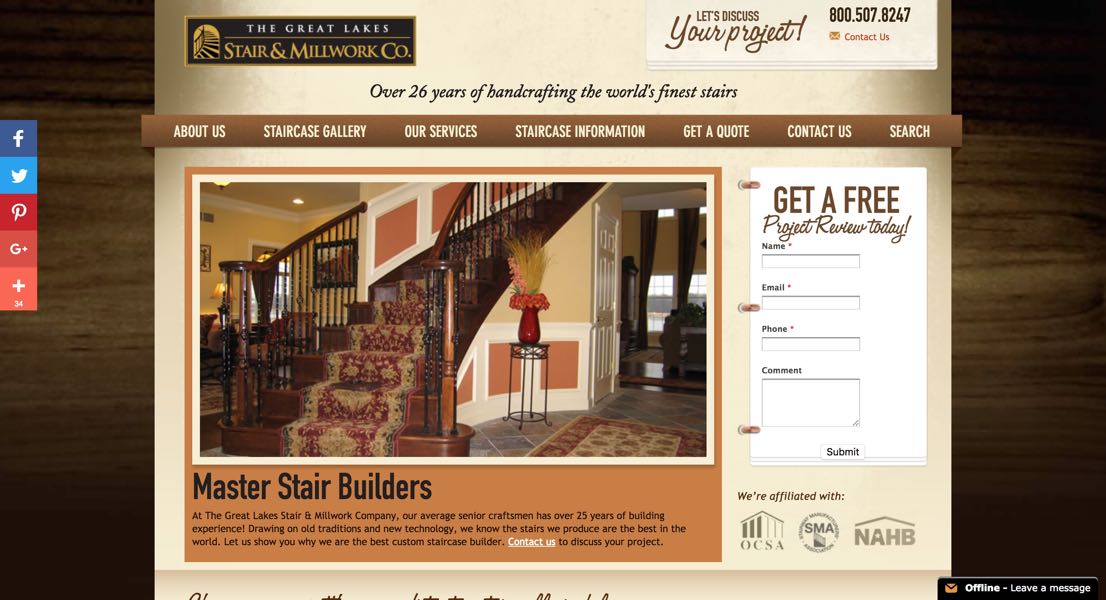 THE GREAT LAKES
STAIR & MILLWORK CO.
LET'S DISCUSS
Your project!
800.507.8247
Contact Us
Over 26 years of handcrafting the world's finest stairs
ABOUT US
STAIRCASE GALLERY
OUR SERVICES
STAIRCASE INFORMATION
GET A QUOTE
CONTACT US
SEARCH
f
G+
+
34
GET A FREE
Project Review today!
Name *
Email *
Phone *
Comment
Submit
Master Stair Builders
At The Great Lakes Stair & Millwork Company, our average senior craftsmen has over 25 years of building
experience! Drawing on old traditions and new technology, we know the stairs we produce are the best in the
world. Let us show you why we are the best custom staircase builder. Contact us to discuss your project.
We're affiliated with:
OCSA
SMA
NAHB
Offline - Leave a message